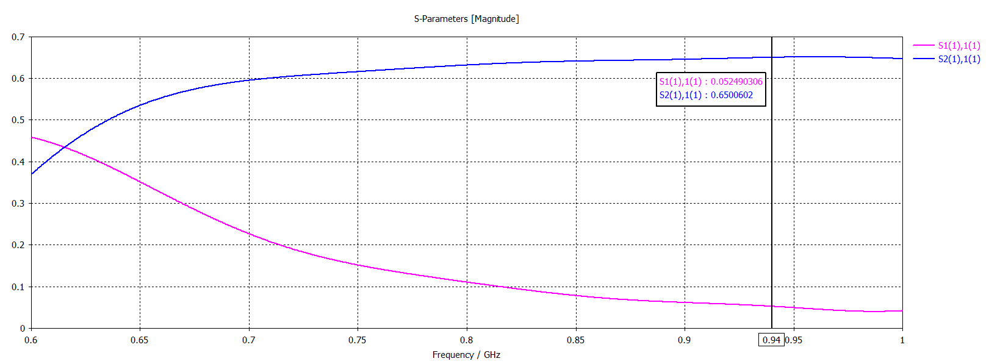 S-Parameters [Magnitude]
0.7
0.6
0.5
0.4
0.3
0.2
0.1
0
S1(1),1(1)
S2(1),1(1)
S1(1),1(1) : 0.052490306
S2(1),1(1) : 0.6500602
0.6 0.65 0.7 0.75 0.8 0.85 0.9 0.94 0.95 1
Frequency / GHz